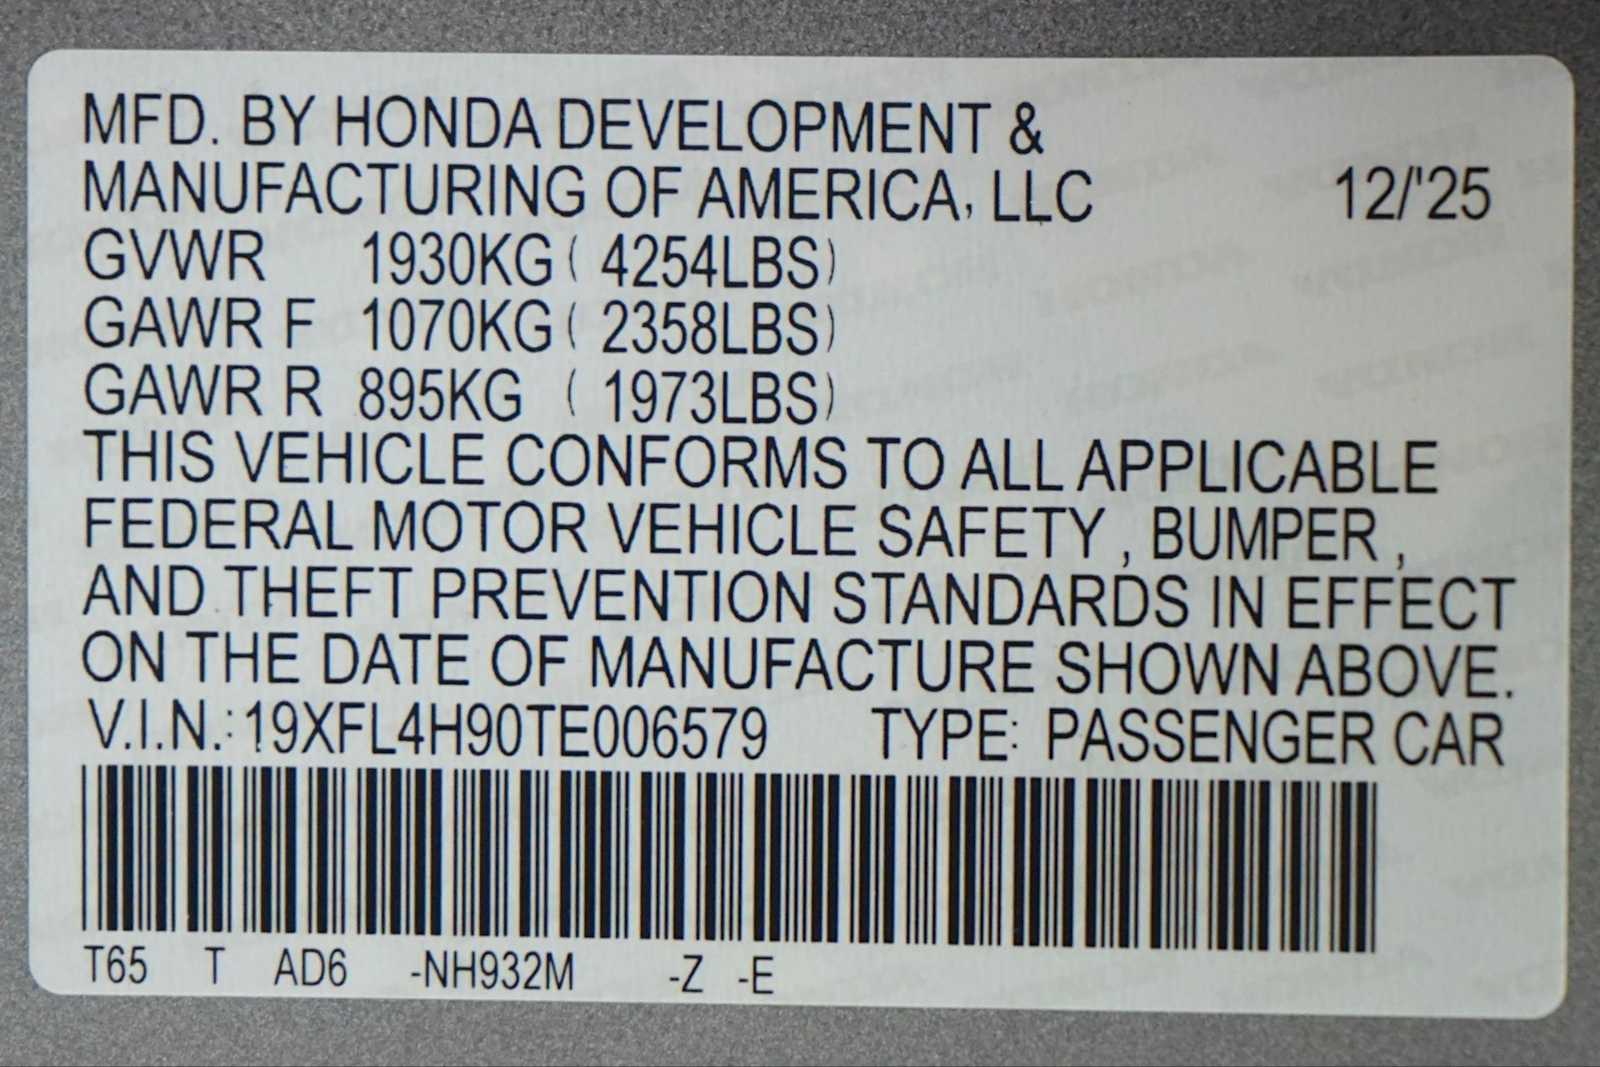 MFD. BY HONDA DEVELOPMENT &
MANUFACTURING OF AMERICA, LLC 12/'25
GVWR 1930KG ( 4254LBS)
GAWR F 1070KG ( 2358LBS)
GAWR R 895KG ( 1973LBS)
THIS VEHICLE CONFORMS TO ALL APPLICABLE
FEDERAL MOTOR VEHICLE SAFETY , BUMPER ,
AND THEFT PREVENTION STANDARDS IN EFFECT
ON THE DATE OF MANUFACTURE SHOWN ABOVE.
V.I.N.: 19XFL4H90TE006579 TYPE: PASSENGER CAR
T65 T AD6 -NH932M -Z -E